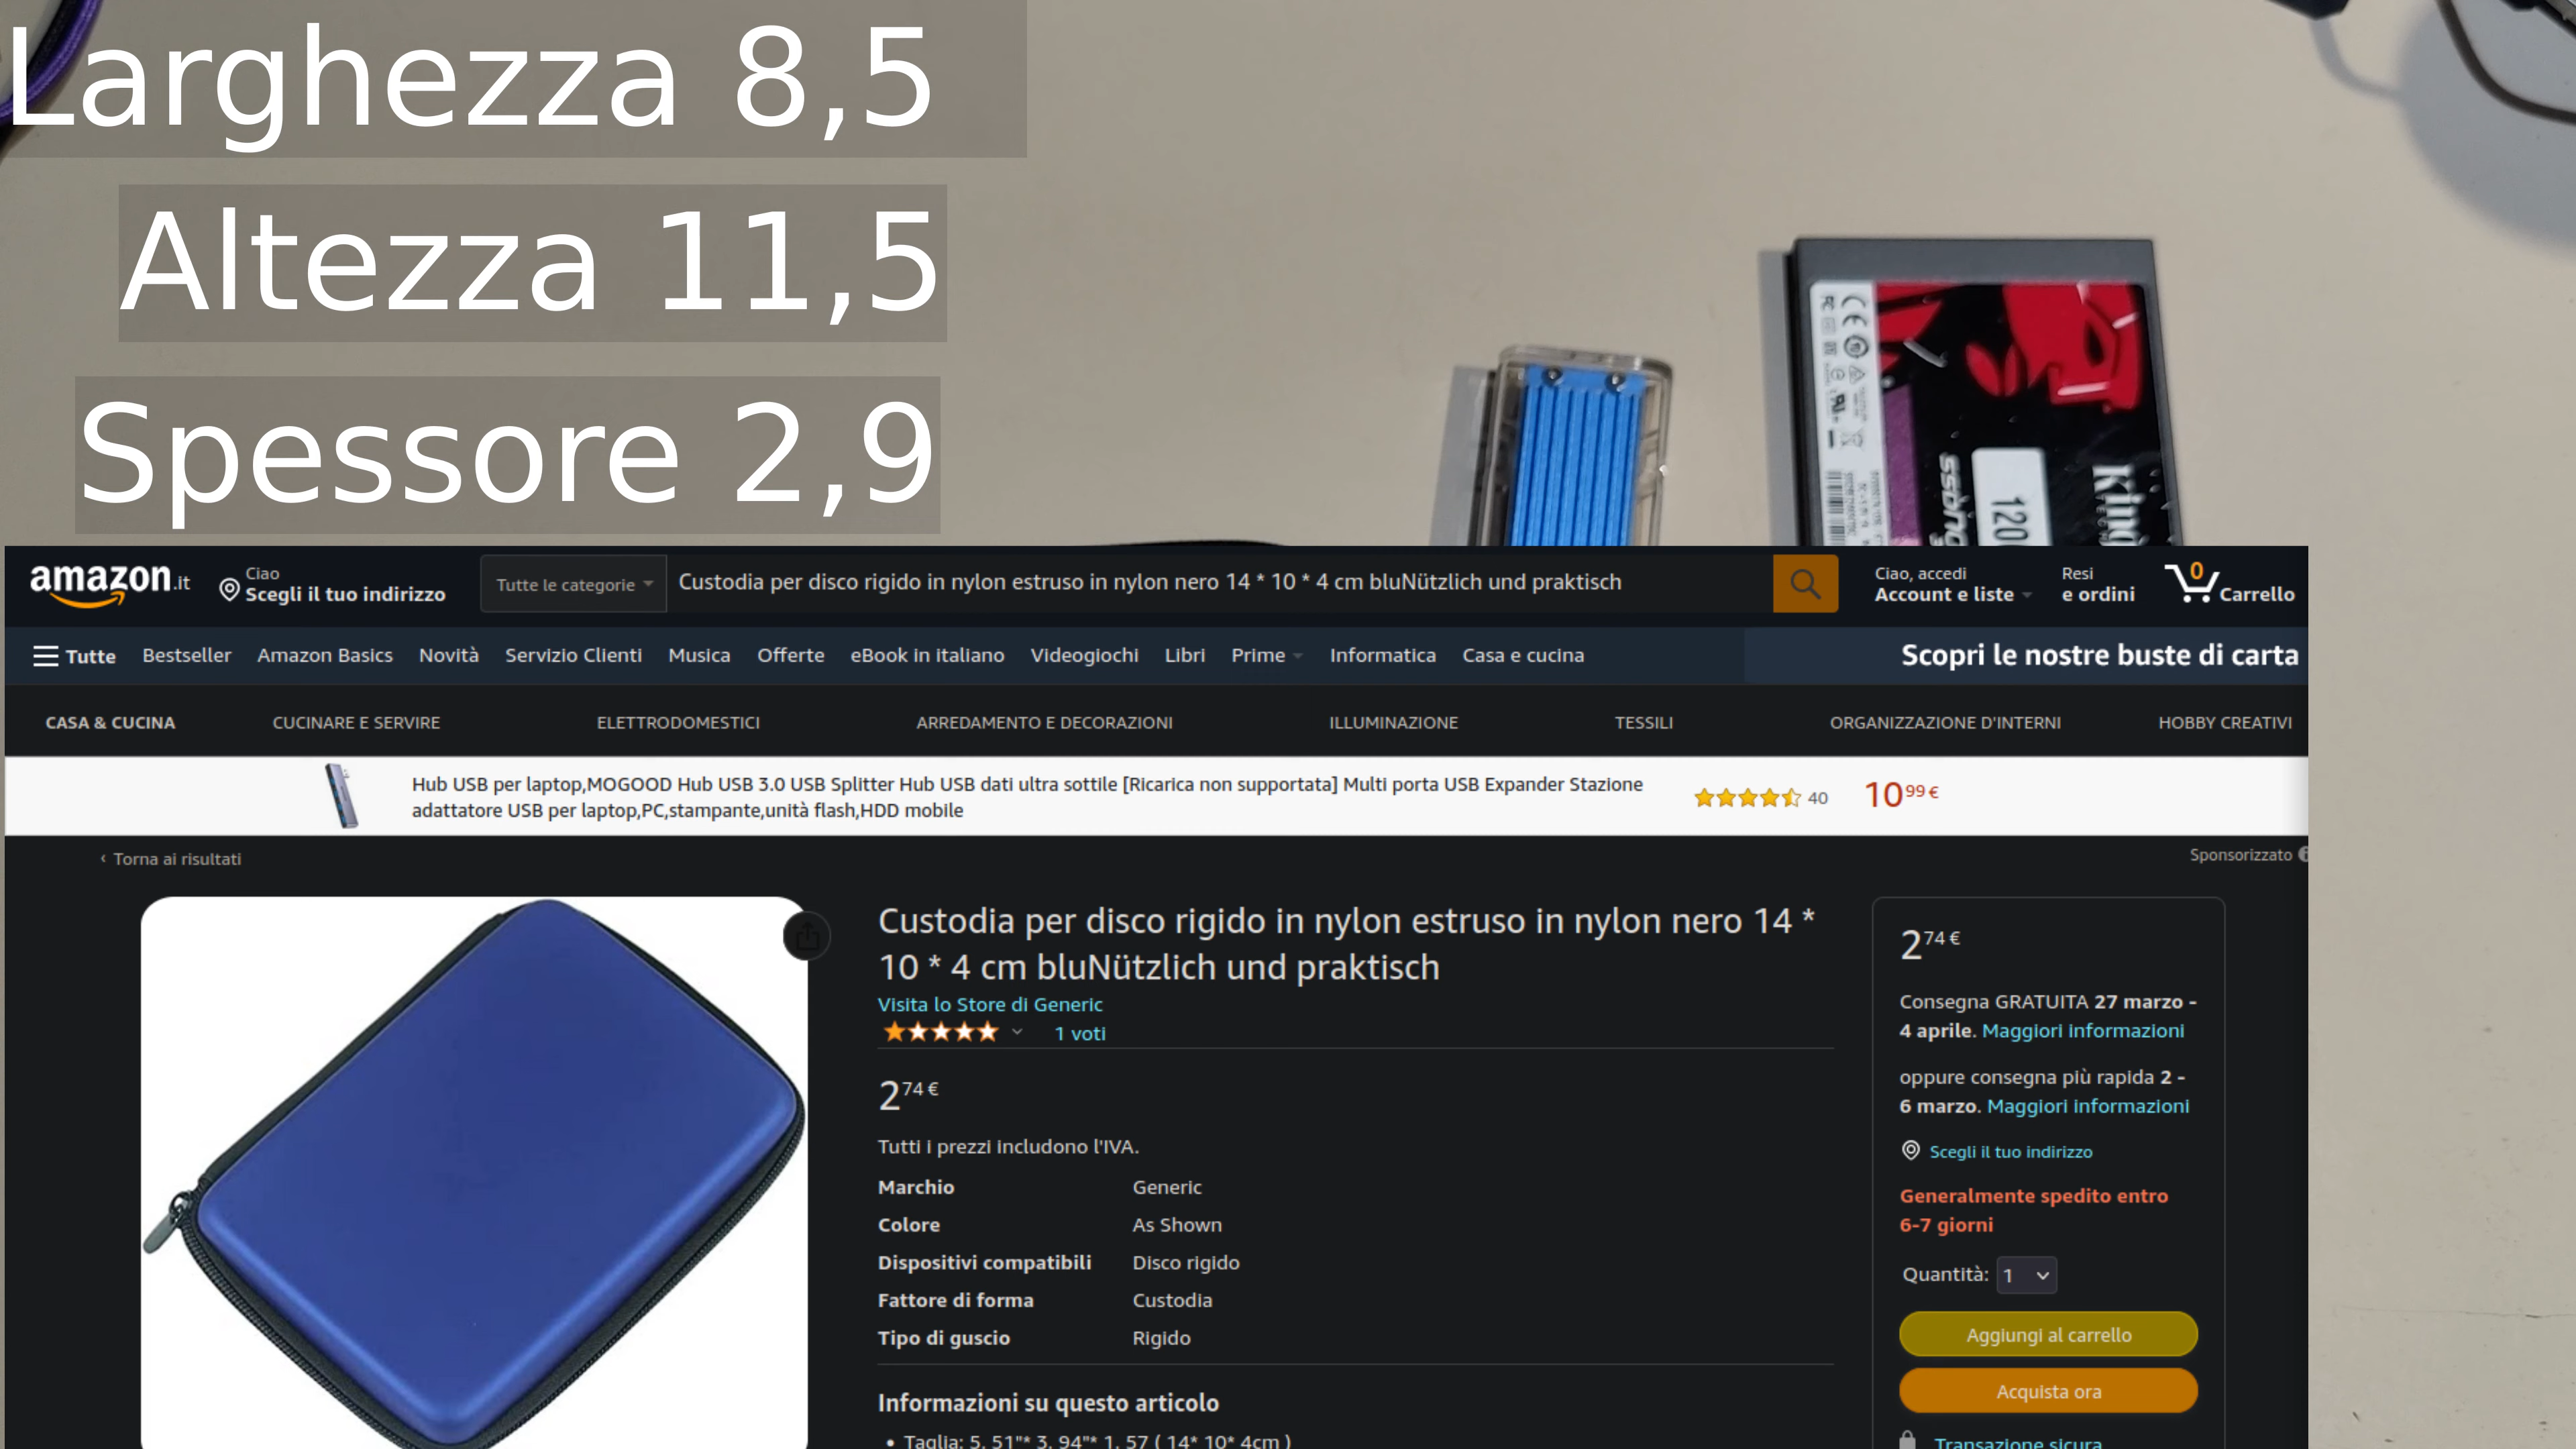 Larghezza 8,5
Altezza 11,5
Spessore 2,9
CE
120
King
amazon.it
Ciao
Segli il tuo indirizzo
Tutte le categorie
Custodia per disco rigido in nylon estruso in nylon nero 14 * 10 * 4 cm bluNützlich und praktisch
Ciao, accedi
Account e liste
Resi
e ordini
0
Carrello
Tutte
Bestseller
Amazon Basics
Novità
Servizio Clienti
Musica
Offerte
eBook in italiano
Videogiochi
Libri
Prime
Informatica
Casa e cucina
Scopri le nostre buste di carta
CASA & CUCINA
CUCINARE E SERVIRE
ELETTRODOMESTICI
ARREDAMENTO E DECORAZIONI
ILLUMINAZIONE
TESSILI
ORGANIZZAZIONE D'INTERNI
HOBBY CREATIVI
Hub USB per laptop,MOGOOD Hub USB 3.0 USB Splitter Hub USB dati ultra sottile [Ricarica non supportata] Multi porta USB Expander Stazione
adattatore USB per laptop,PC,stampante,unità flash,HDD mobile
40
10 99 €
‹ Torna ai risultati
Sponsorizzato
Custodia per disco rigido in nylon estruso in nylon nero 14 *
10 * 4 cm bluNützlich und praktisch
Visita lo Store di Generic
1 voti
2 74 €
Tutti i prezzi includono l'IVA.
Marchio Generic
Colore As Shown
Dispositivi compatibili Disco rigido
Fattore di forma Custodia
Tipo di guscio Rigido
Informazioni su questo articolo
• Taglia: 5. 51"* 3. 94"* 1. 57 ( 14* 10* 4cm )
2 74 €
Consegna GRATUITA 27 marzo -
4 aprile. Maggiori informazioni
oppure consegna più rapida 2 -
6 marzo. Maggiori informazioni
Scegli il tuo indirizzo
Generalmente spedito entro
6-7 giorni
Quantità: 1
Aggiungi al carrello
Acquista ora
Transazione sicura